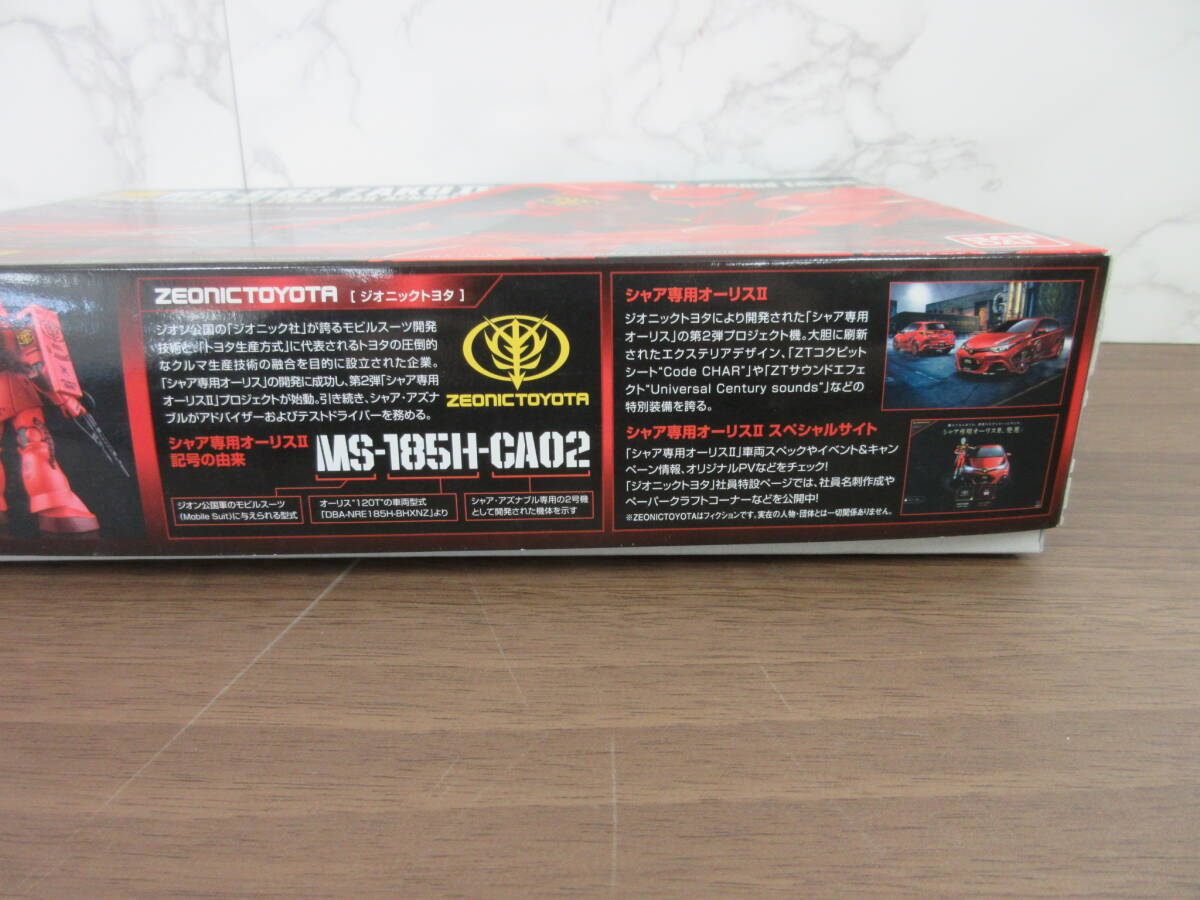 ZAKU II
ZEONICTOYOTA [ ジオニックトヨタ ]
ジオン公国の「ジオニック社」が誇るモビルスーツ開発
技術と、「トヨタ生産方式」に代表されるトヨタの圧倒的
なクルマ生産技術の融合を目的に設立された企業。
「シャア専用オーリス」の開発に成功し、第2弾「シャア専用
オーリスⅡ」プロジェクトが始動。引き続き、シャア・アズナ
ブルがアドバイザーおよびテストドライバーを務める。
ZEONICTOYOTA
シャア専用オーリスⅡ
記号の由来
MS-185H-CA02
ジオン公国軍のモビルスーツ
(Mobile Suit)に与えられる型式
オーリス"120T"の車両型式
「DBA-NRE185H-BHXNZ」より
シャア・アズナブル専用の2号機
として開発された機体を示す
シャア専用オーリスⅡ
ジオニックトヨタにより開発された「シャア専用
オーリス」の第2弾プロジェクト機。大胆に刷新
されたエクステリアデザイン、「ZTコクピット
シート"Code CHAR"」や「ZTサウンドエフェ
クト"Universal Century sounds"」などの
特別装備を誇る。
シャア専用オーリスⅡ スペシャルサイト
「シャア専用オーリスⅡ」車両スペックやイベント&キャン
ペーン情報、オリジナルPVなどをチェック!
「ジオニックトヨタ」社員特設ページでは、社員名刺作成や
ペーパークラフトコーナーなどを公開中!
※ZEONICTOYOTAはフィクションです。実在の人物・団体とは一切関係ありません。
シャア専用オーリスⅡ、